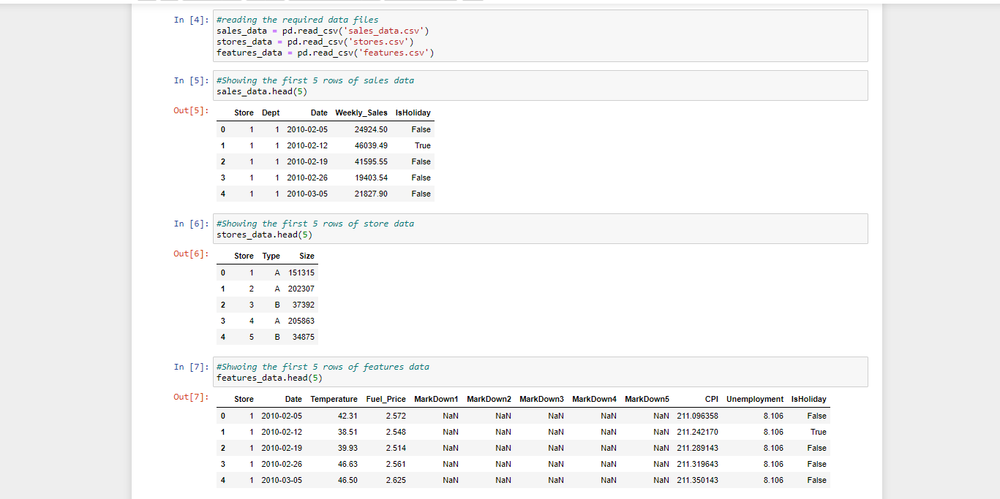 In [4]: #reading the required data files
sales_data = pd.read_csv('sales_data.csv')
stores_data = pd.read_csv('stores.csv')
features_data = pd.read_csv('features.csv')
In [5]: #Showing the first 5 rows of sales data
sales_data.head(5)
Out[5]:
Store Dept Date Weekly_Sales IsHoliday
0 1 1 2010-02-05 24924.50 False
1 1 1 2010-02-12 46039.49 True
2 1 1 2010-02-19 41595.55 False
3 1 1 2010-02-26 19403.54 False
4 1 1 2010-03-05 21827.90 False
In [6]: #Showing the first 5 rows of store data
stores_data.head(5)
Out[6]:
Store Type Size
0 1 A 151315
1 2 A 202307
2 3 B 37392
3 4 A 205863
4 5 B 34875
In [7]: #Shwoing the first 5 rows of features data
features_data.head(5)
Out[7]:
Store Date Temperature Fuel_Price MarkDown1 MarkDown2 MarkDown3 MarkDown4 MarkDown5 CPI Unemployment IsHoliday
0 1 2010-02-05 42.31 2.572 NaN NaN NaN NaN NaN 211.096358 8.106 False
1 1 2010-02-12 38.51 2.548 NaN NaN NaN NaN NaN 211.242170 8.106 True
2 1 2010-02-19 39.93 2.514 NaN NaN NaN NaN NaN 211.289143 8.106 False
3 1 2010-02-26 46.63 2.561 NaN NaN NaN NaN NaN 211.319643 8.106 False
4 1 2010-03-05 46.50 2.625 NaN NaN NaN NaN NaN 211.350143 8.106 False